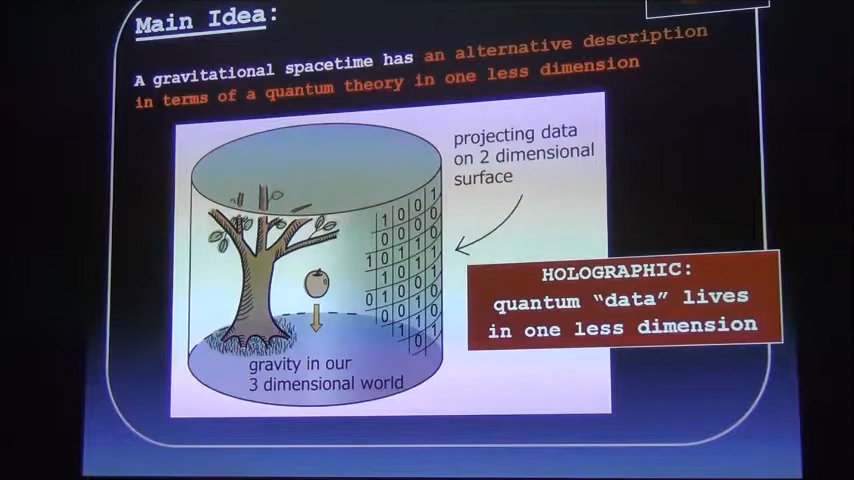 Main Idea:
A gravitational spacetime has an alternative description
in terms of a quantum theory in one less dimension
projecting data
on 2 dimensional
surface
HOLOGRAPHIC:
quantum “data” lives
in one less dimension
gravity in our
3 dimensional world